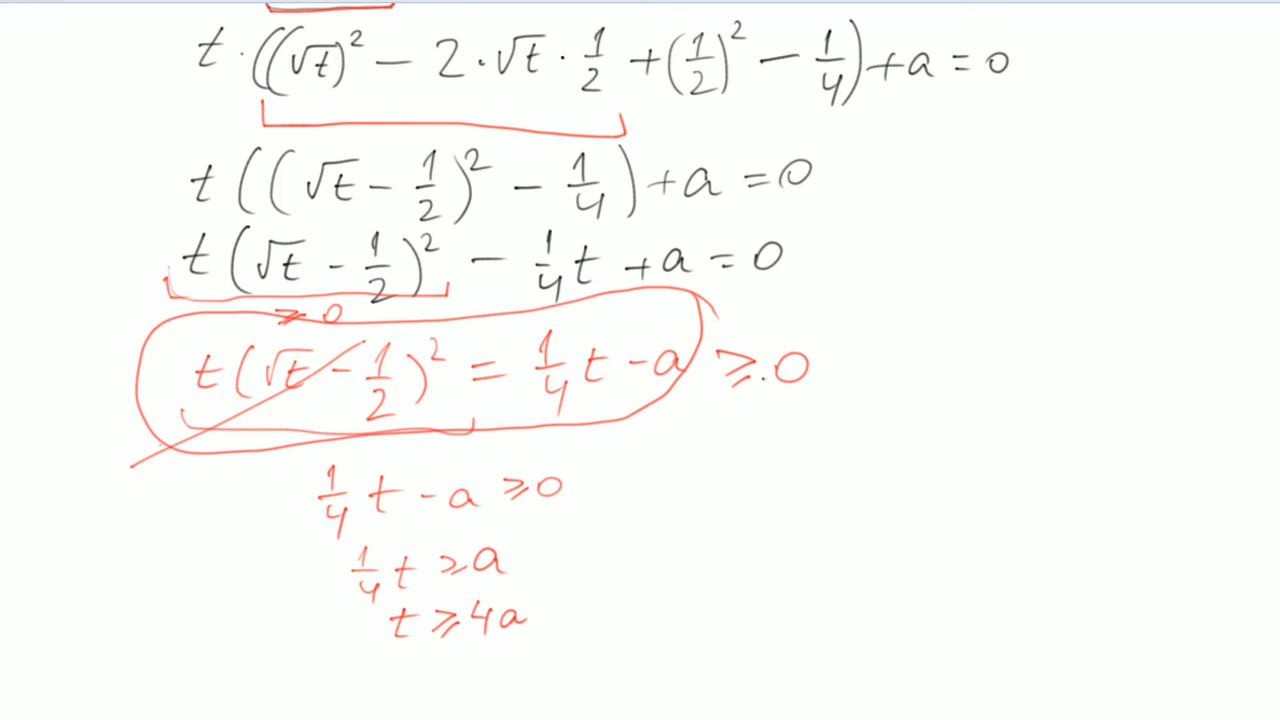 t · ((√t)² − 2 · √t · 1/2 + (1/2)² − 1/4) + a = 0
t ((√t − 1/2)² − 1/4) + a = 0
t (√t − 1/2)² − 1/4 t + a = 0
≥ 0
t (√t − 1/2)² = 1/4 t − a ≥ 0
1/4 t − a ≥ 0
1/4 t ≥ a
t ≥ 4a